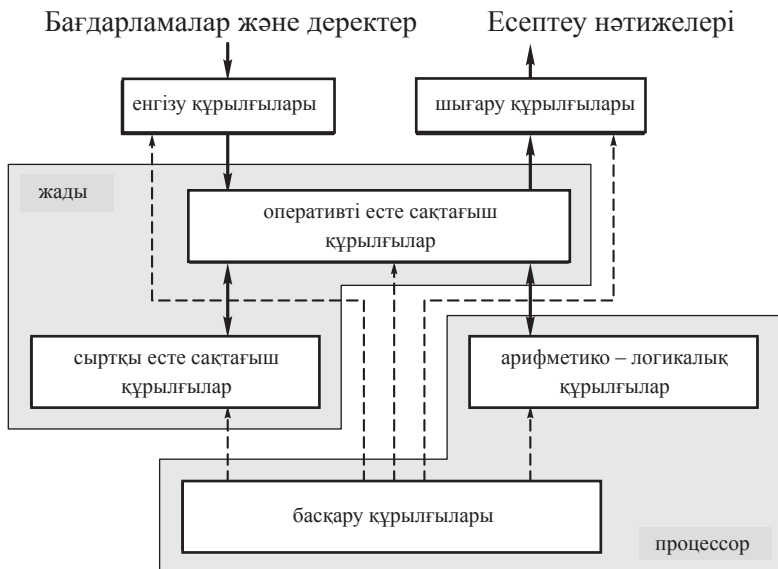 Бағдарламалар және деректер
Есептеу нәтижелері
енгізу құрылғылары
шығару құрылғылары
жады
оперативті есте сақтағыш
құрылғылар
сыртқы есте сақтағыш
құрылғылар
арифметико – логикалық
құрылғылар
басқару құрылғылары
процессор